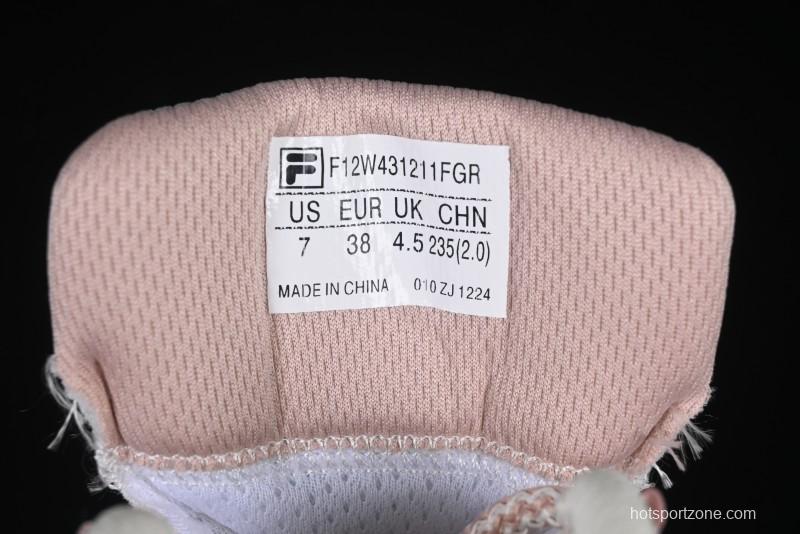 F F12W431211FGR
US EUR UK CHN
7 38 4.5 235(2.0)
MADE IN CHINA 010 ZJ 1224
hotsportzone.com